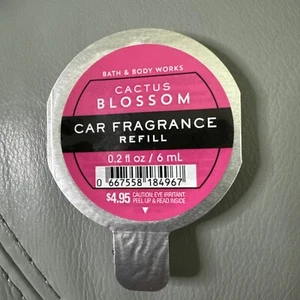 BATH & BODY WORKS
CACTUS
BLOSSOM
CAR FRAGRANCE
REFILL
0.2 fl oz / 6 mL
0 667558 184967
$4.95 CAUTION: EYE IRRITANT.
PEEL UP & READ INSIDE